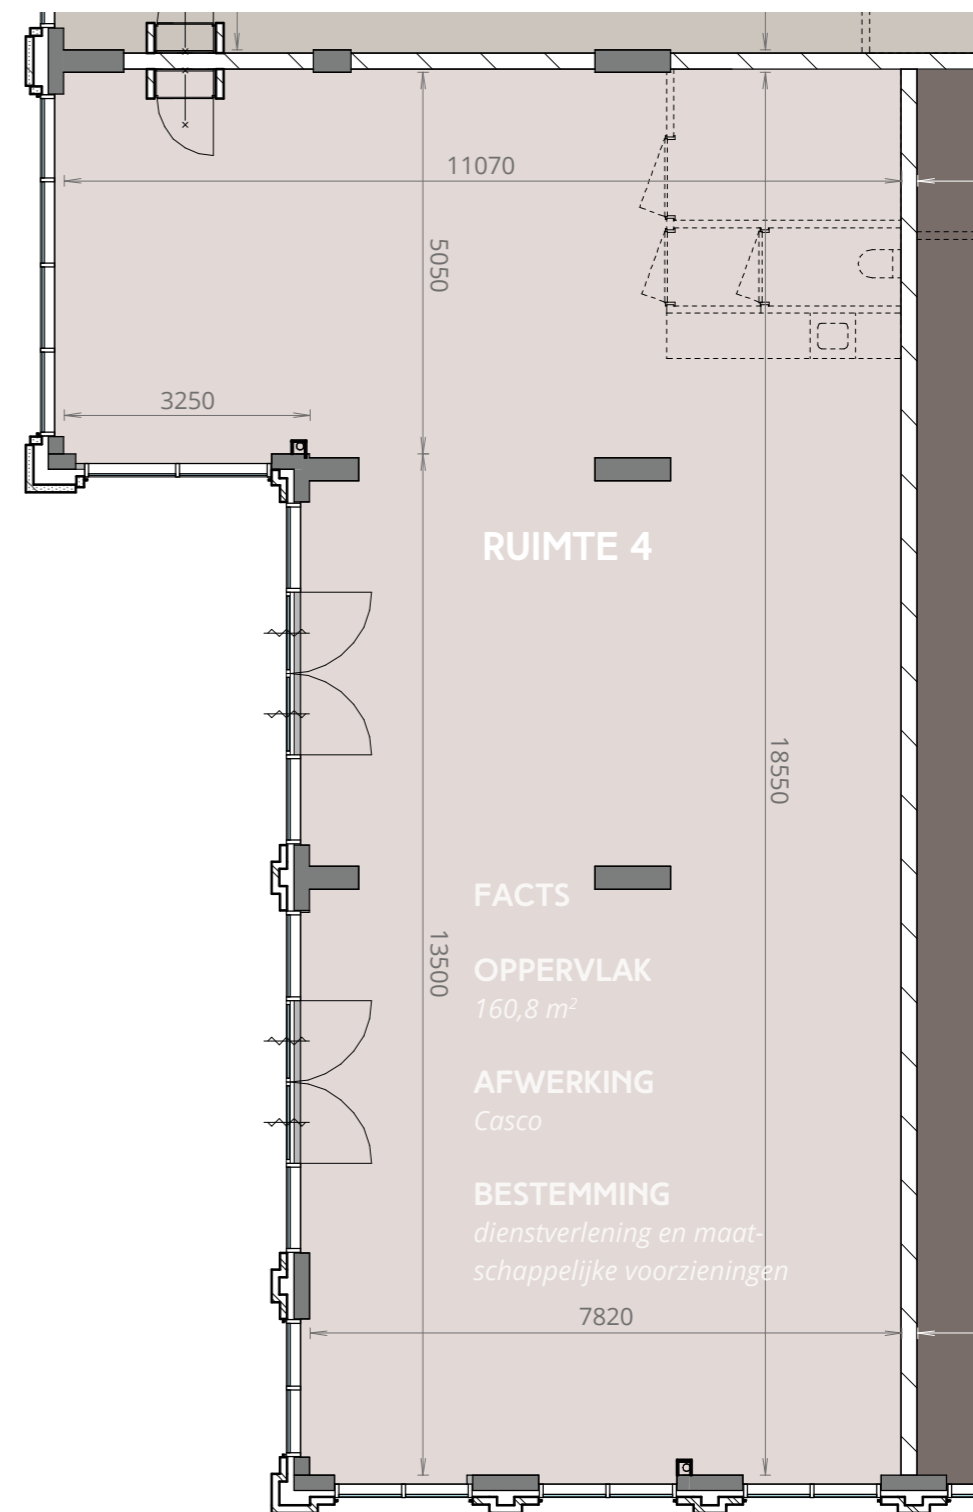 11070
5050
3250
RUIMTE 4
18550
FACTS
13500
OPPERVLAK
160,8 m²
AFWERKING
Casco
BESTEMMING
dienstverlening en maat-
schappelijke voorzieningen
7820